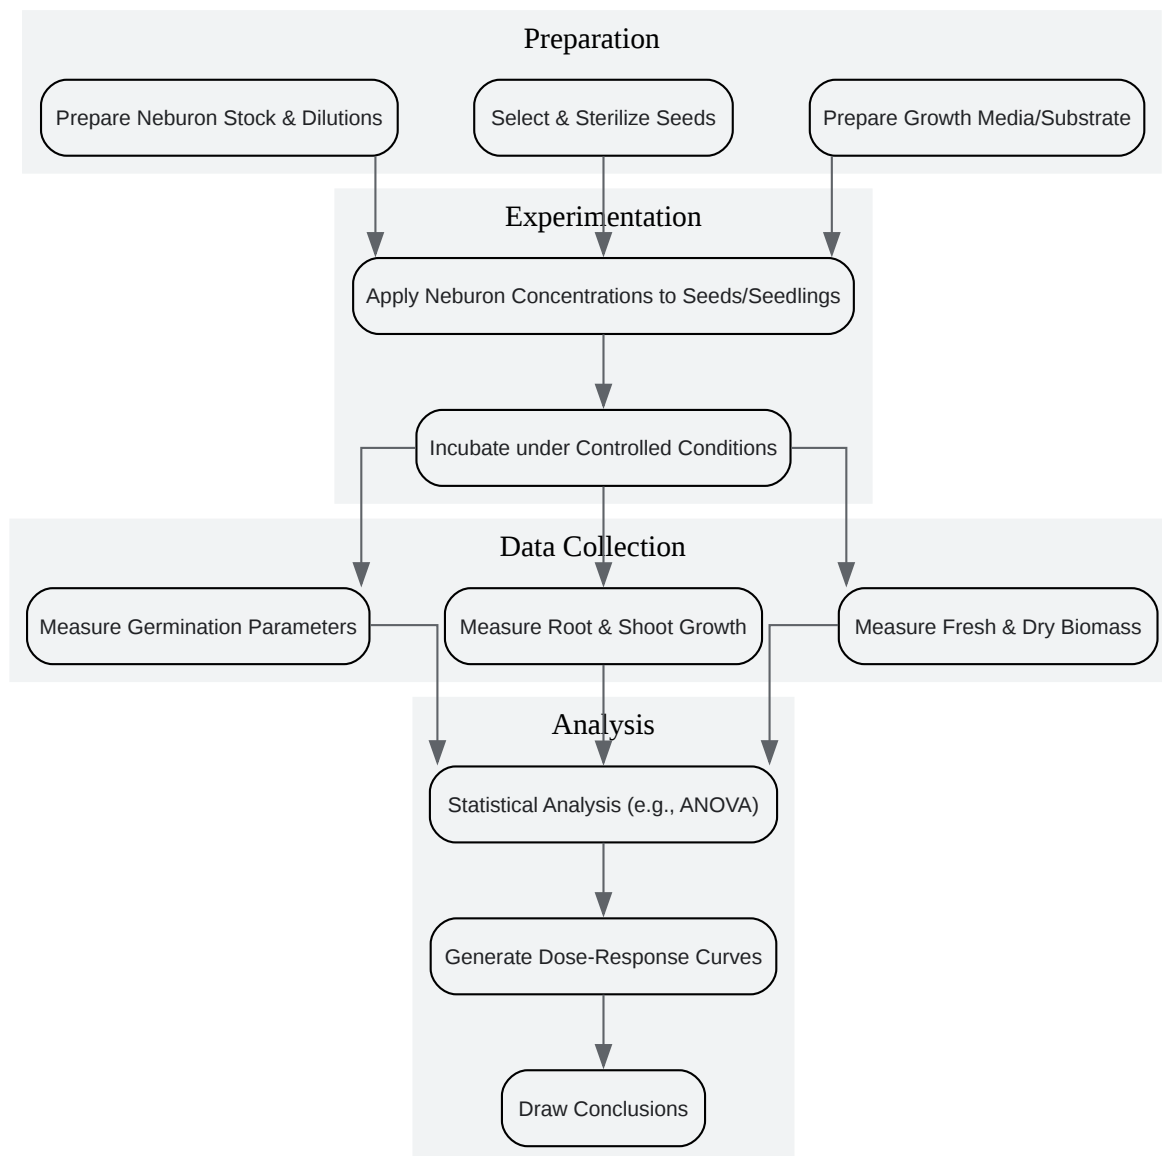 Preparation
Prepare Neburon Stock & Dilutions
Select & Sterilize Seeds
Prepare Growth Media/Substrate
Experimentation
Apply Neburon Concentrations to Seeds/Seedlings
Incubate under Controlled Conditions
Data Collection
Measure Germination Parameters
Measure Root & Shoot Growth
Measure Fresh & Dry Biomass
Analysis
Statistical Analysis (e.g., ANOVA)
Generate Dose-Response Curves
Draw Conclusions